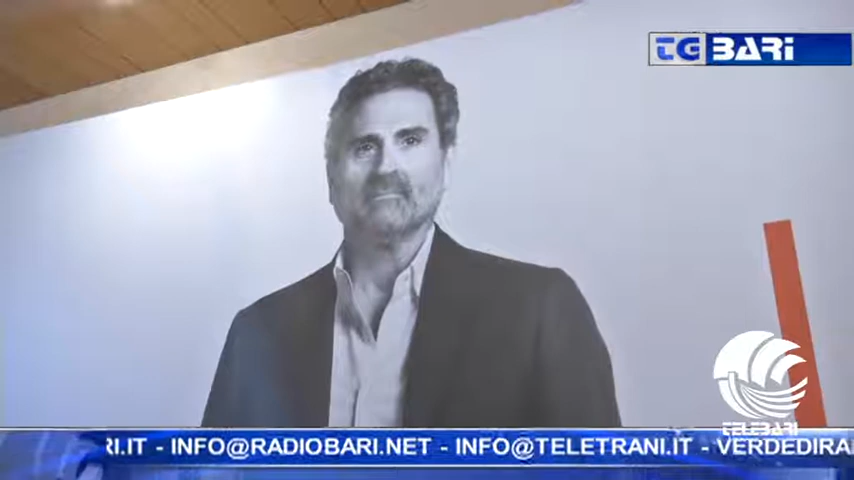 TG BARI
TELEBARI
RI.IT - INFO@RADIOBARI.NET - INFO@TELETRANI.IT - VERDEDIRA